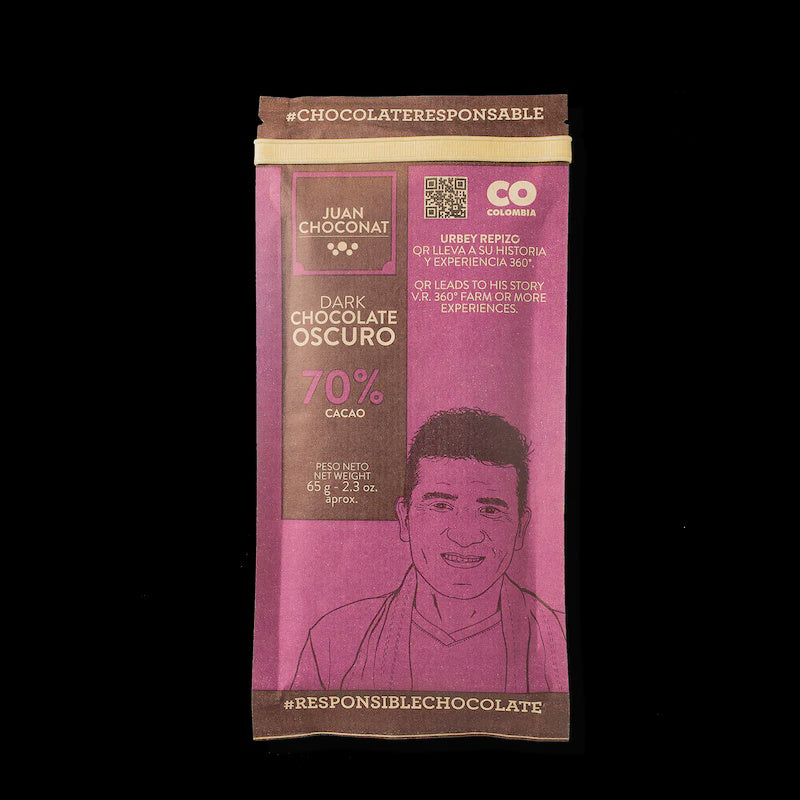 #CHOCOLATERESPONSABLE
JUAN
CHOCONAT
DARK
CHOCOLATE
OSCURO
70%
CACAO
PESO NETO
NET WEIGHT
65 g - 2.3 oz.
aprox.
CO
COLOMBIA
URBEY REPIZO
QR LLEVA A SU HISTORIA
Y EXPERIENCIA 360°.
QR LEADS TO HIS STORY
V.R. 360° FARM OR MORE
EXPERIENCES.
#RESPONSIBLECHOCOLATE